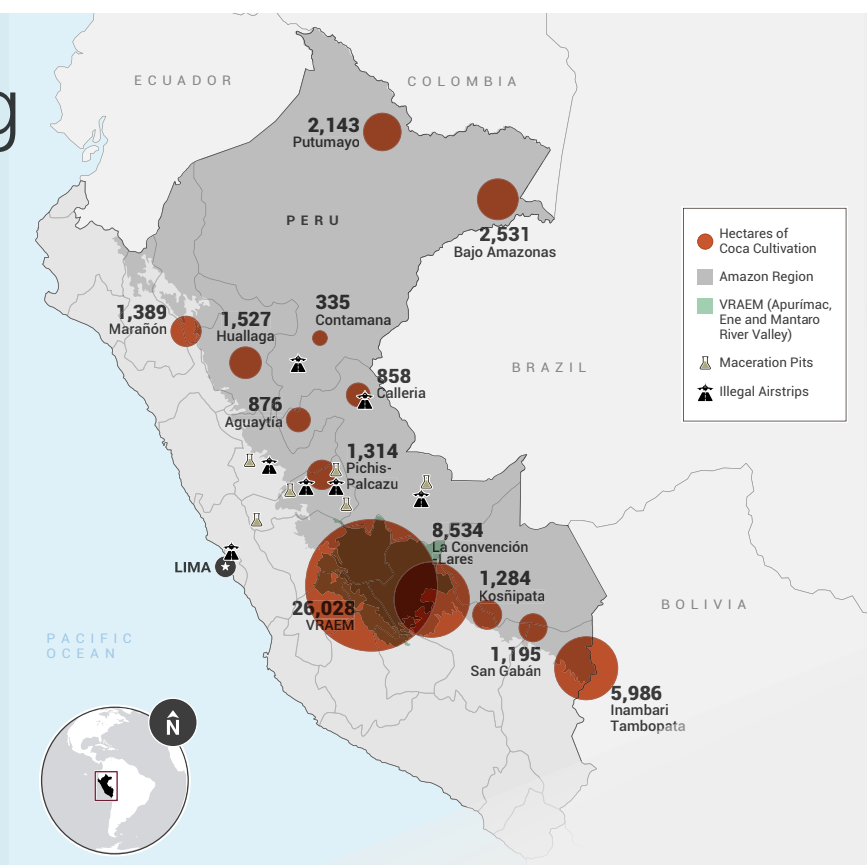 g
ECUADOR
COLOMBIA
2,143
Putumayo
PERU
2,531
Bajo Amazonas
Hectares of
Coca Cultivation
Amazon Region
VRAEM (Apurímac,
Ene and Mantaro
River Valley)
Maceration Pits
Illegal Airstrips
1,389
Marañón
1,527
Huallaga
335
Contamana
BRAZIL
858
Calleria
876
Aguaytía
1,314
Pichis-
Palcazu
8,534
La Convención
-Lares
LIMA
1,284
Kosñipata
26,028
VRAEM
BOLIVIA
PACIFIC
OCEAN
1,195
San Gabán
5,986
Inambari
Tambopata
N